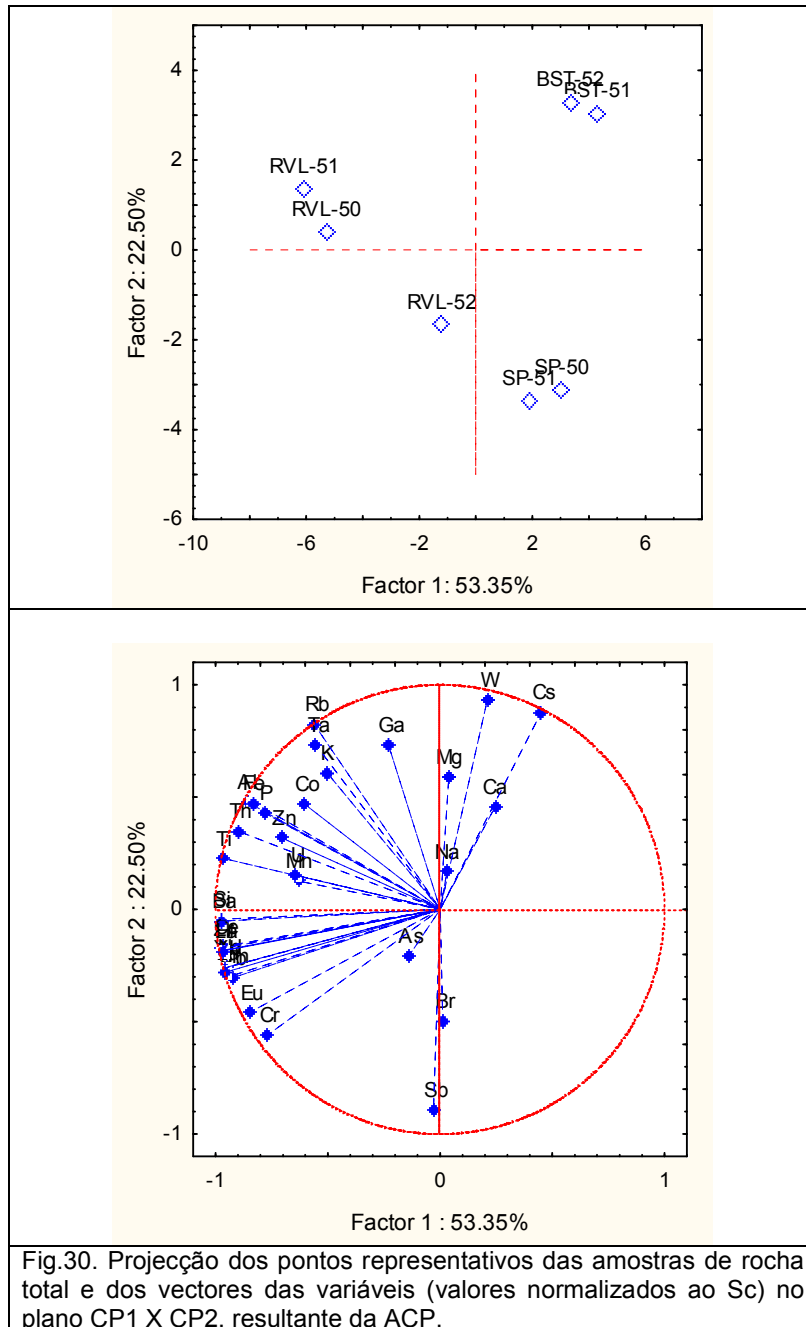 4
2
0
-2
-4
-6
-10
-6
-2
2
6
BST-52
BST-51
RVL-51
RVL-50
RVL-52
SP-50
SP-51
Factor 2: 22.50%
Factor 1: 53.35%
1
0
-1
-1
0
1
W
Cs
Rb
Ta
Ga
K
Mg
Ca
Co
P
Th
Zn
Ti
U
Mn
Na
As
Eu
Cr
Br
Sb
Factor 2 : 22.50%
Factor 1 : 53.35%
Fig.30. Projecção dos pontos representativos das amostras de rocha
total e dos vectores das variáveis (valores normalizados ao Sc) no
plano CP1 X CP2, resultante da ACP.